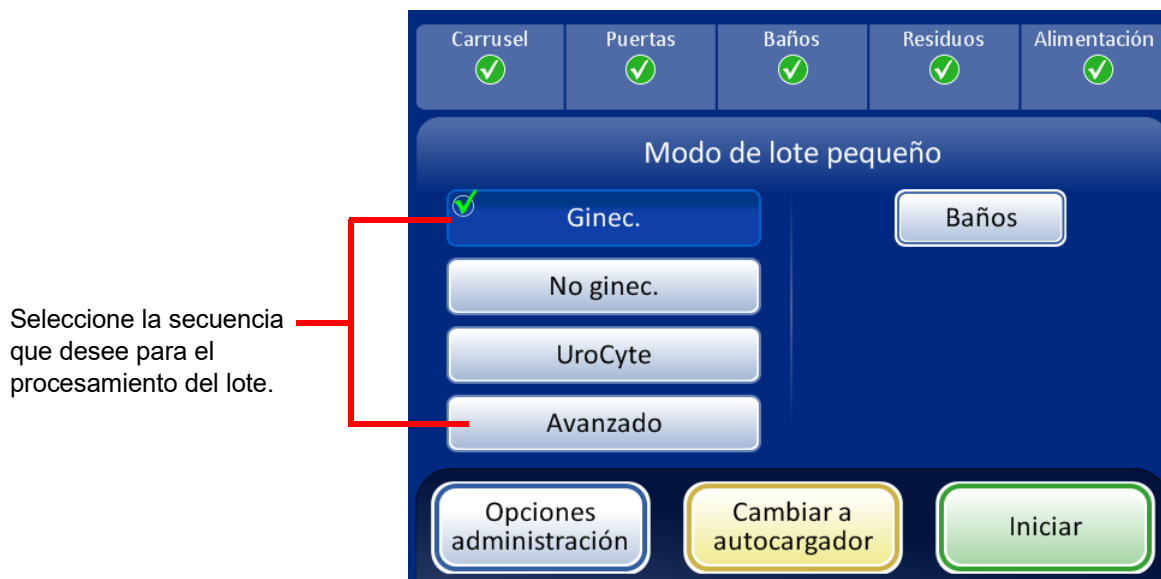 Carrusel
Puertas
Baños
Residuos
Alimentación
Modo de lote pequeño
Ginec.
Baños
No ginec.
UroCyte
Avanzado
Seleccione la secuencia
que desee para el
procesamiento del lote.
Opciones
administración
Cambiar a
autocargador
Iniciar